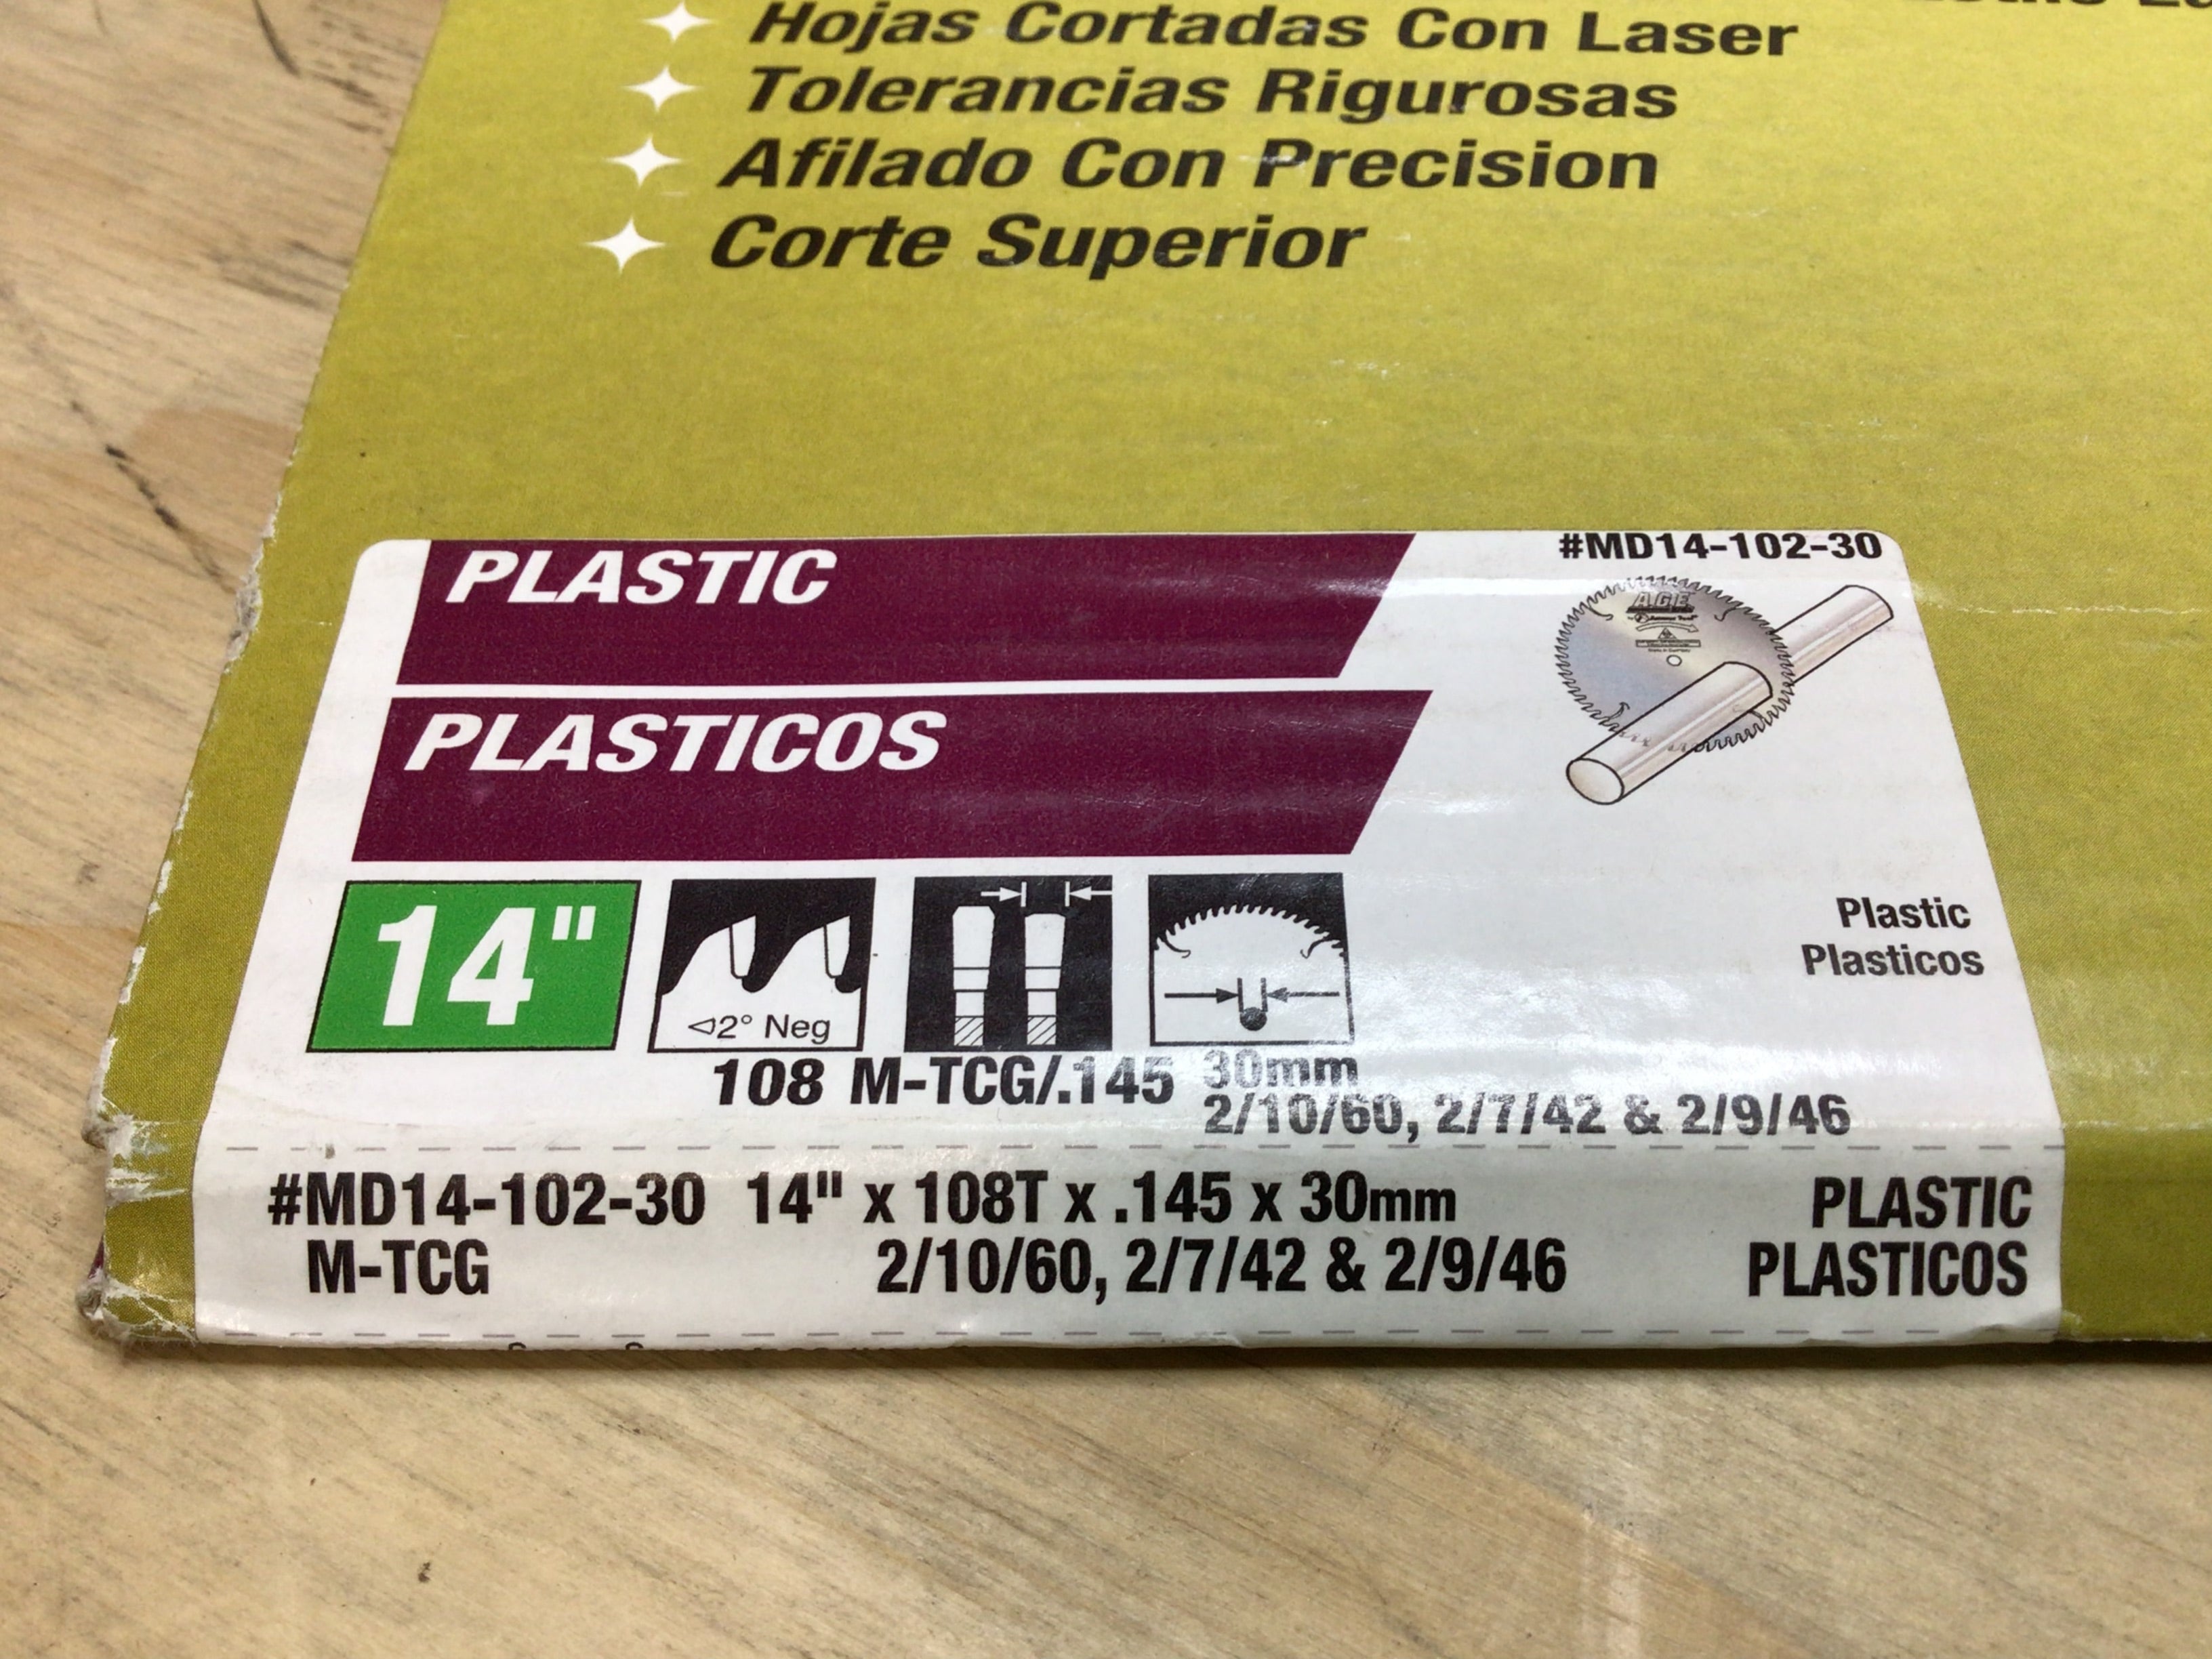 Hojas Cortadas Con Laser
Tolerancias Rigurosas
Afilado Con Precision
Corte Superior
PLASTIC
#MD14-102-30
A.G.E.
Amana Tool
PLASTICOS
14"
2° Neg
Plastic
Plasticos
108 M-TCG/.145 30mm
2/10/60, 2/7/42 & 2/9/46
#MD14-102-30 14" x 108T x .145 x 30mm PLASTIC
M-TCG 2/10/60, 2/7/42 & 2/9/46 PLASTICOS